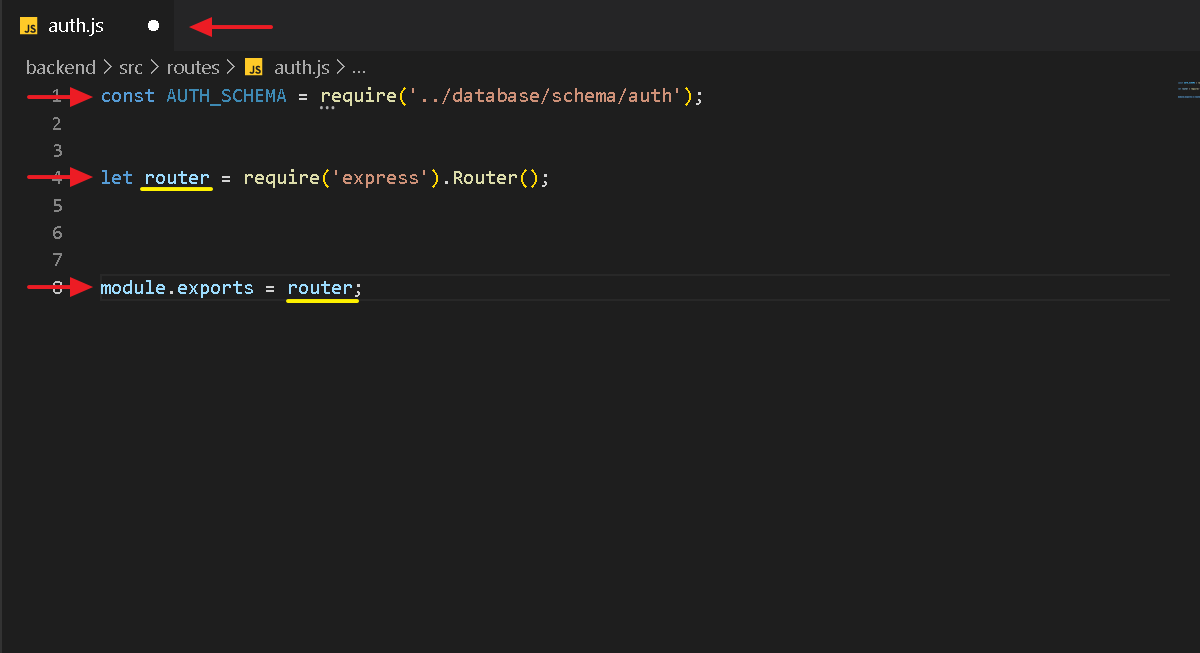 JS auth.js
backend > src > routes > JS auth.js > ...
1 const AUTH_SCHEMA = require('../database/schema/auth');
2
3
4 let router = require('express').Router();
5
6
7
8 module.exports = router;